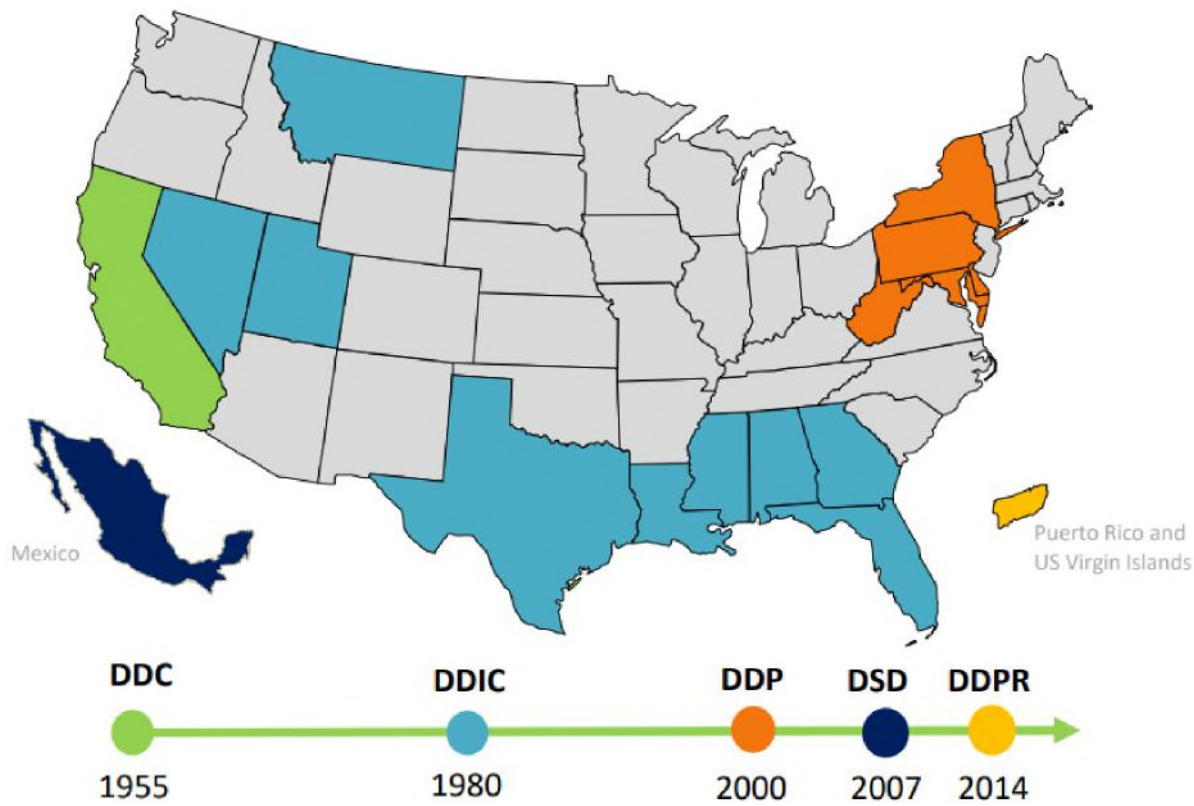 Mexico
Puerto Rico and
US Virgin Islands
DDC
DDIC
DDP
DSD
DDPR
1955
1980
2000
2007
2014